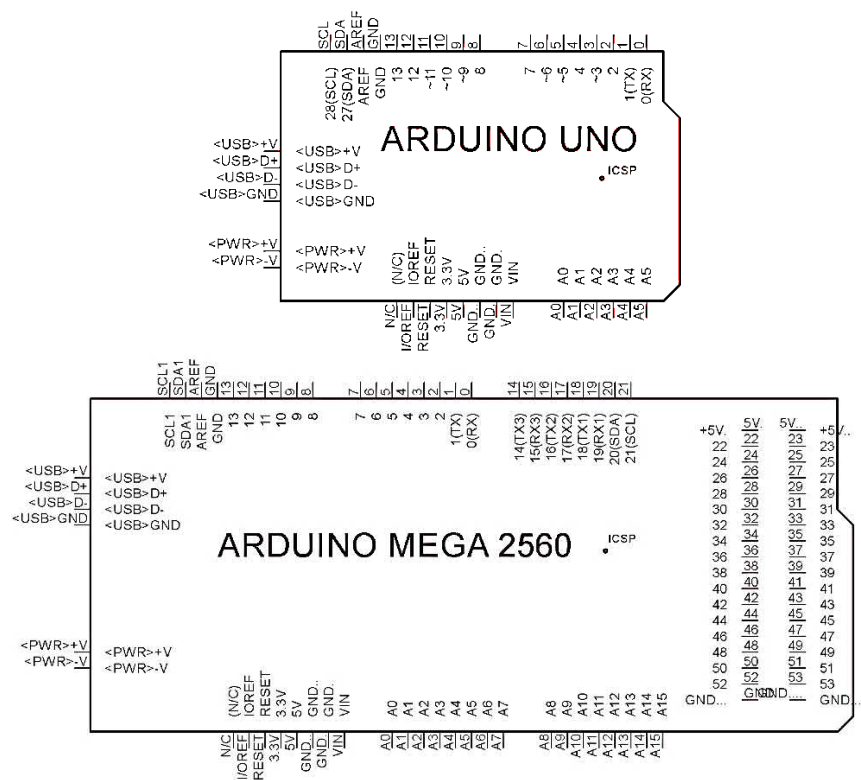 SCL SDA AREF GND 13 12 11 10 9 8 7 6 5 4 3 2 1 0
28(SCL) 27(SDA) AREF GND 13 12 ~11 ~10 ~9 8 7 ~6 ~5 4 ~3 2 1(TX) 0(RX)
ARDUINO UNO
ICSP
<USB>+V <USB>+V
<USB>D+ <USB>D+
<USB>D- <USB>D-
<USB>GND <USB>GND
<PWR>+V <PWR>+V
<PWR>-V <PWR>-V
(N/C) IOREF RESET 3.3V 5V GND.. GND. VIN A0 A1 A2 A3 A4 A5
N/C I/OREF RESET 3.3V 5V GND.. GND. VIN A0 A1 A2 A3 A4 A5
SCL1 SDA1 AREF GND 13 12 11 10 9 8 7 6 5 4 3 2 1 0 14 15 16 17 18 19 20 21
SCL1 SDA1 AREF GND 13 12 11 10 9 8 7 6 5 4 3 2 1(TX) 0(RX) 14(TX3) 15(RX3) 16(TX2) 17(RX2) 18(TX1) 19(RX1) 20(SDA) 21(SCL)
+5V. 5V. 5V.. 5V..
22 22 23 23
24 24 25 25
26 26 27 27
28 28 29 29
30 30 31 31
32 32 33 33
34 34 35 35
36 36 37 37
38 38 39 39
40 40 41 41
42 42 43 43
44 44 45 45
46 46 47 47
48 48 49 49
50 50 51 51
52 52 53 53
GND... GND... GND.... GND...
<USB>+V <USB>+V
<USB>D+ <USB>D+
<USB>D- <USB>D-
<USB>GND <USB>GND
ARDUINO MEGA 2560
ICSP
<PWR>+V <PWR>+V
<PWR>-V <PWR>-V
(N/C) IOREF RESET 3.3V 5V GND.. GND. VIN A0 A1 A2 A3 A4 A5 A6 A7 A8 A9 A10 A11 A12 A13 A14 A15
N/C I/OREF RESET 3.3V 5V GND.. GND. VIN A0 A1 A2 A3 A4 A5 A6 A7 A8 A9 A10 A11 A12 A13 A14 A15